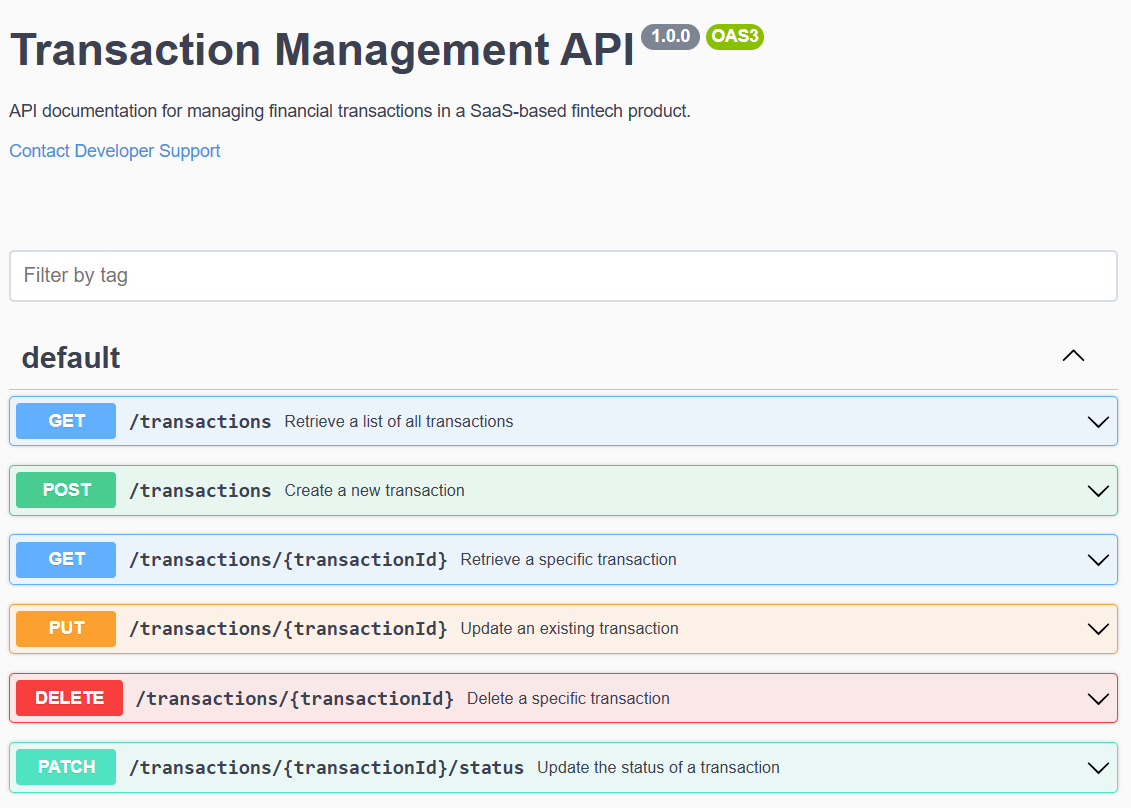 Transaction Management API 1.0.0 OAS3
API documentation for managing financial transactions in a SaaS-based fintech product.
Contact Developer Support
Filter by tag
default
GET /transactions Retrieve a list of all transactions
POST /transactions Create a new transaction
GET /transactions/{transactionId} Retrieve a specific transaction
PUT /transactions/{transactionId} Update an existing transaction
DELETE /transactions/{transactionId} Delete a specific transaction
PATCH /transactions/{transactionId}/status Update the status of a transaction